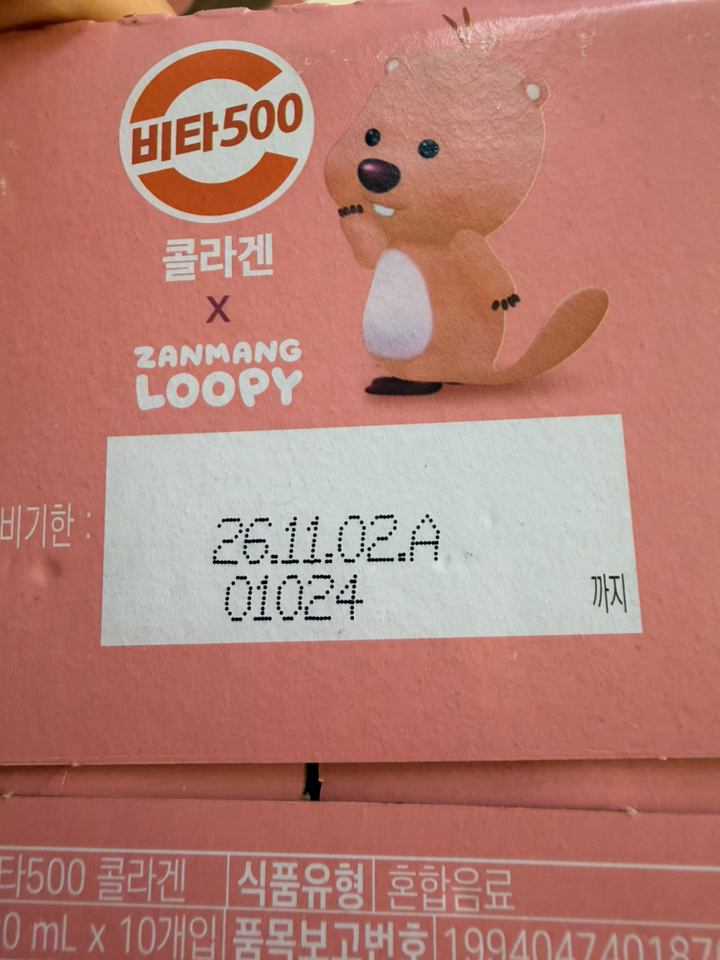 비타500
콜라겐
X
ZANMANG
LOOPY
비기한 :
26.11.02.A
01024
까지
타500 콜라겐 식품유형 혼합음료
0 mL x 10개입 품목보고번호